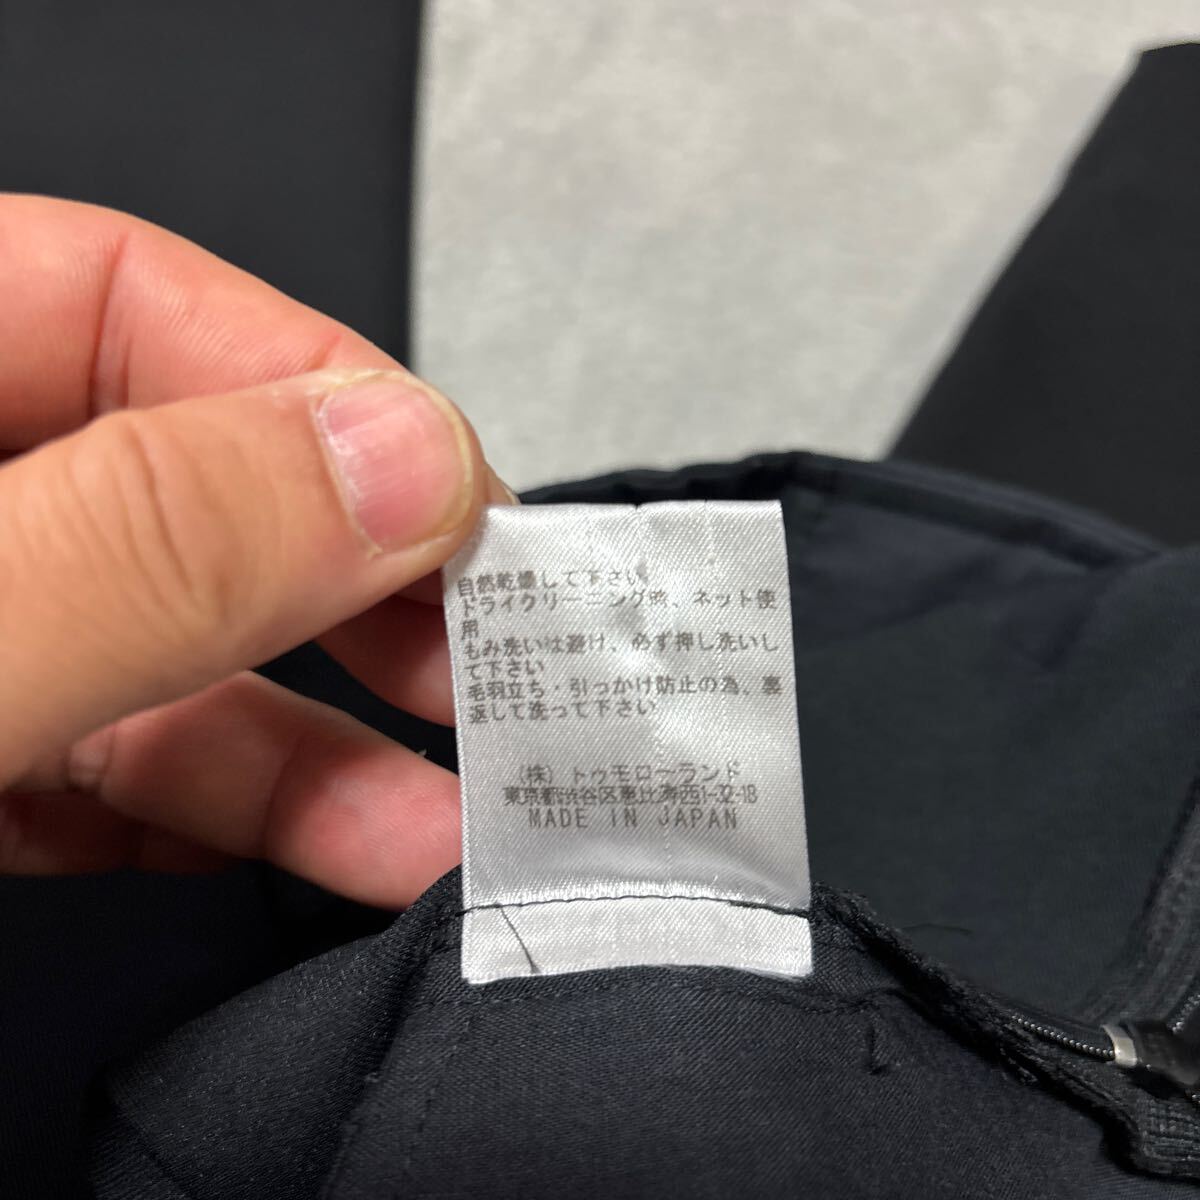 自然乾燥して下さい
ドライクリーニング時、ネット使
用
もみ洗いは避け、必ず押し洗いし
て下さい
毛羽立ち・引っかけ防止の為、裏
返して洗って下さい
(株)トゥモローランド
東京都渋谷区恵比寿西1-32-18
MADE IN JAPAN